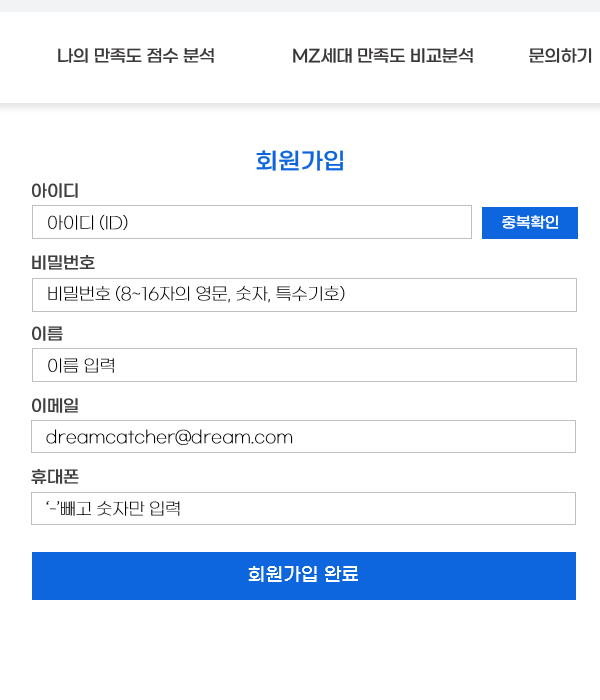 나의 만족도 점수 분석 MZ세대 만족도 비교분석 문의하기
회원가입
아이디
아이디 (ID) 중복확인
비밀번호
비밀번호 (8~16자의 영문, 숫자, 특수기호)
이름
이름 입력
이메일
dreamcatcher@dream.com
휴대폰
‘-’빼고 숫자만 입력
회원가입 완료